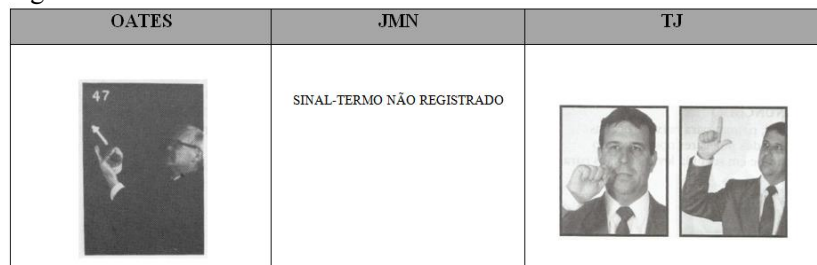 OATES
JMN
TJ
47
SINAL-TERMO NÃO REGISTRADO